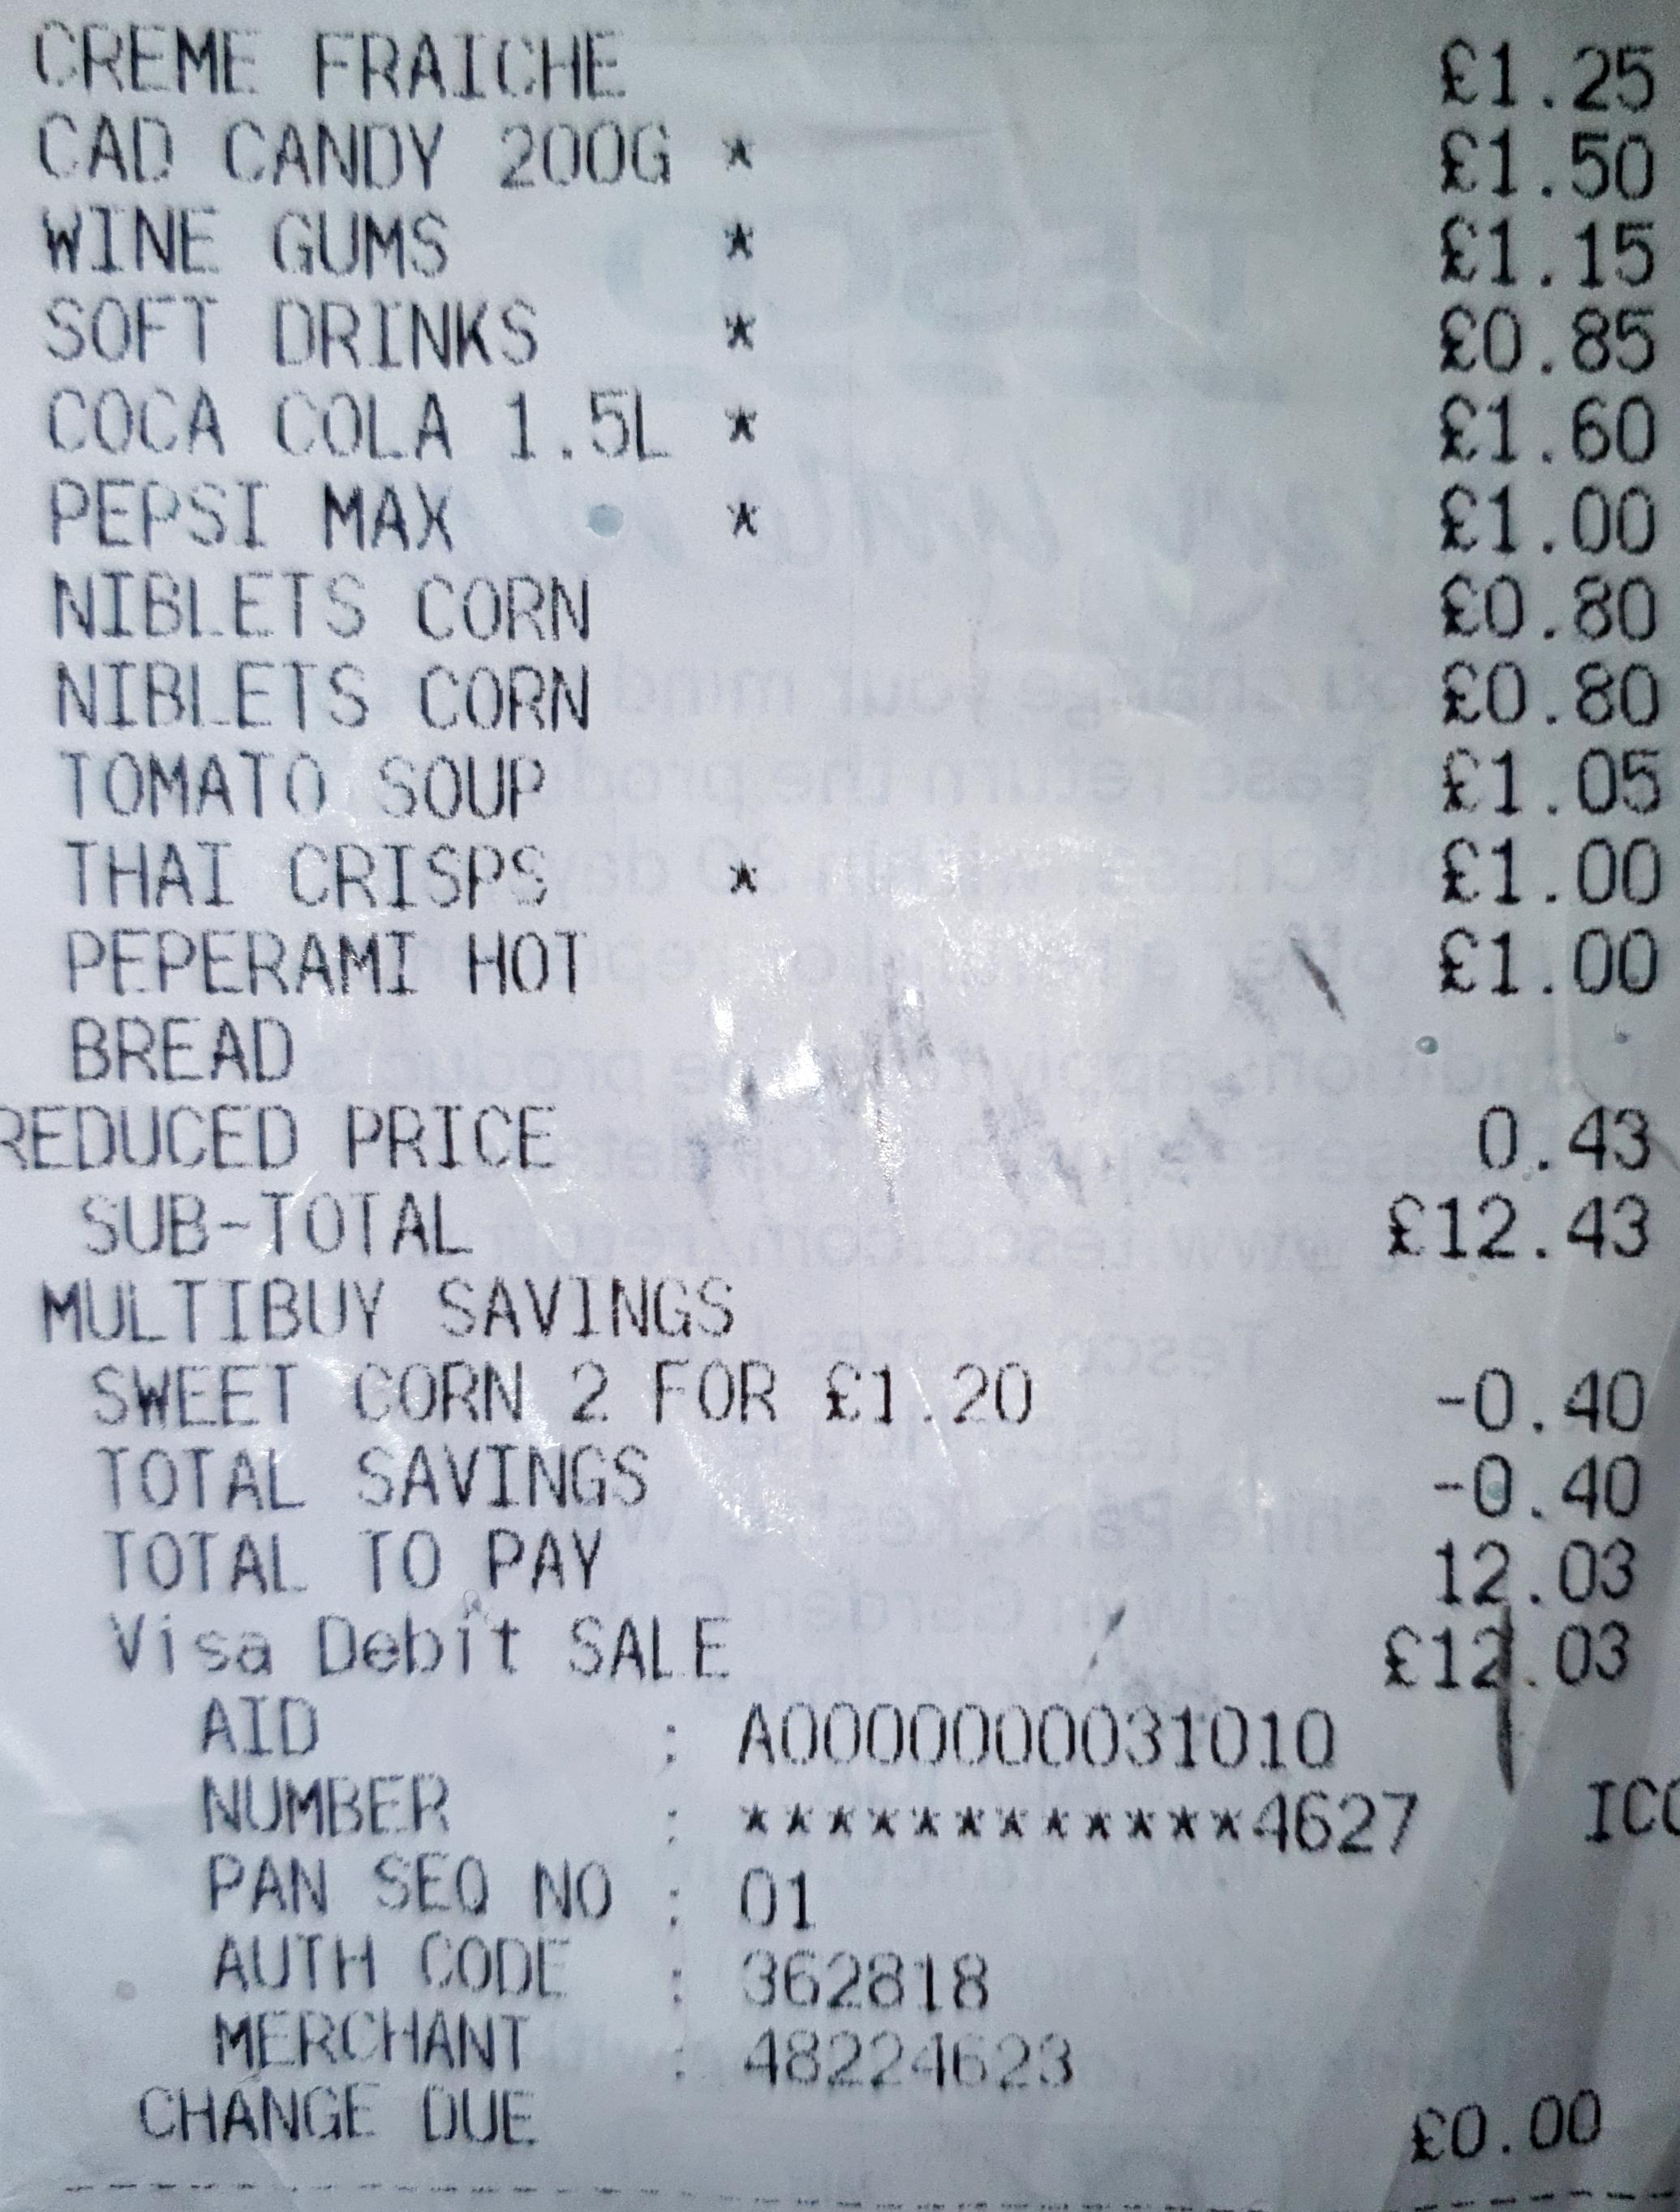 CREME FRAICHE £1.25
CAD CANDY 200G * £1.50
WINE GUMS * £1.15
SOFT DRINKS * £0.85
COCA COLA 1.5L * £1.60
PEPSI MAX * £1.00
NIBLETS CORN £0.80
NIBLETS CORN £0.80
TOMATO SOUP £1.05
THAI CRISPS * £1.00
PEPERAMI HOT £1.00
BREAD
REDUCED PRICE 0.43
SUB-TOTAL £12.43
MULTIBUY SAVINGS
SWEET CORN 2 FOR £1.20 -0.40
TOTAL SAVINGS -0.40
TOTAL TO PAY 12.03
Visa Debit SALE £12.03
AID : A0000000031010
NUMBER : ************4627 ICC
PAN SEQ NO : 01
AUTH CODE : 362818
MERCHANT : 48224623
CHANGE DUE £0.00